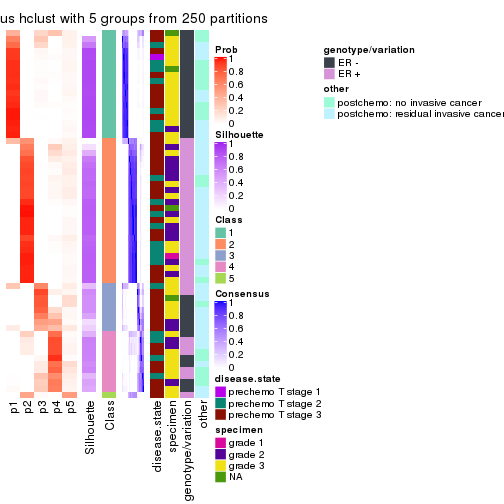 us hclust with 5 groups from 250 partitions
Prob
1
0.8
0.6
0.4
0.2
0
Silhouette
1
0.8
0.6
0.4
0.2
0
Class
1
2
3
4
5
Consensus
1
0.8
0.6
0.4
0.2
0
disease.state
prechemo T stage 1
prechemo T stage 2
prechemo T stage 3
specimen
grade 1
grade 2
grade 3
NA
genotype/variation
ER -
ER +
other
postchemo: no invasive cancer
postchemo: residual invasive cancer
p1
p2
p3
p4
p5
Silhouette
Class
disease.state
specimen
genotype/variation
other